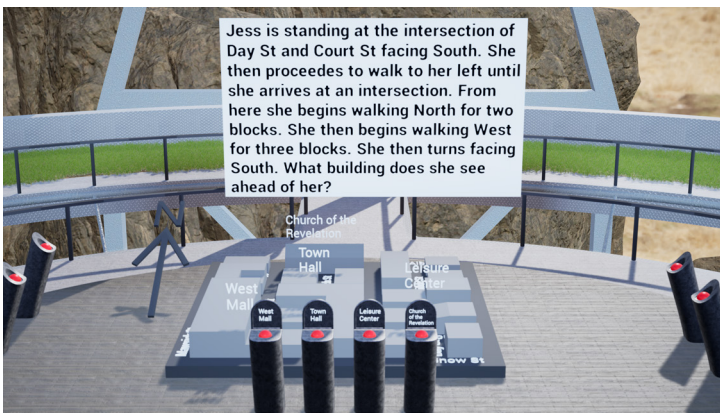 Jess is standing at the intersection of
Day St and Court St facing South. She
then proceedes to walk to her left until
she arrives at an intersection. From
here she begins walking North for two
blocks. She then begins walking West
for three blocks. She then turns facing
South. What building does she see
ahead of her?
N
Church of the
Revelation
Town
Hall
Leisure
Center
West
Mall
West
Mall
Town
Hall
Leisure
Center
Church
of the
Revelation